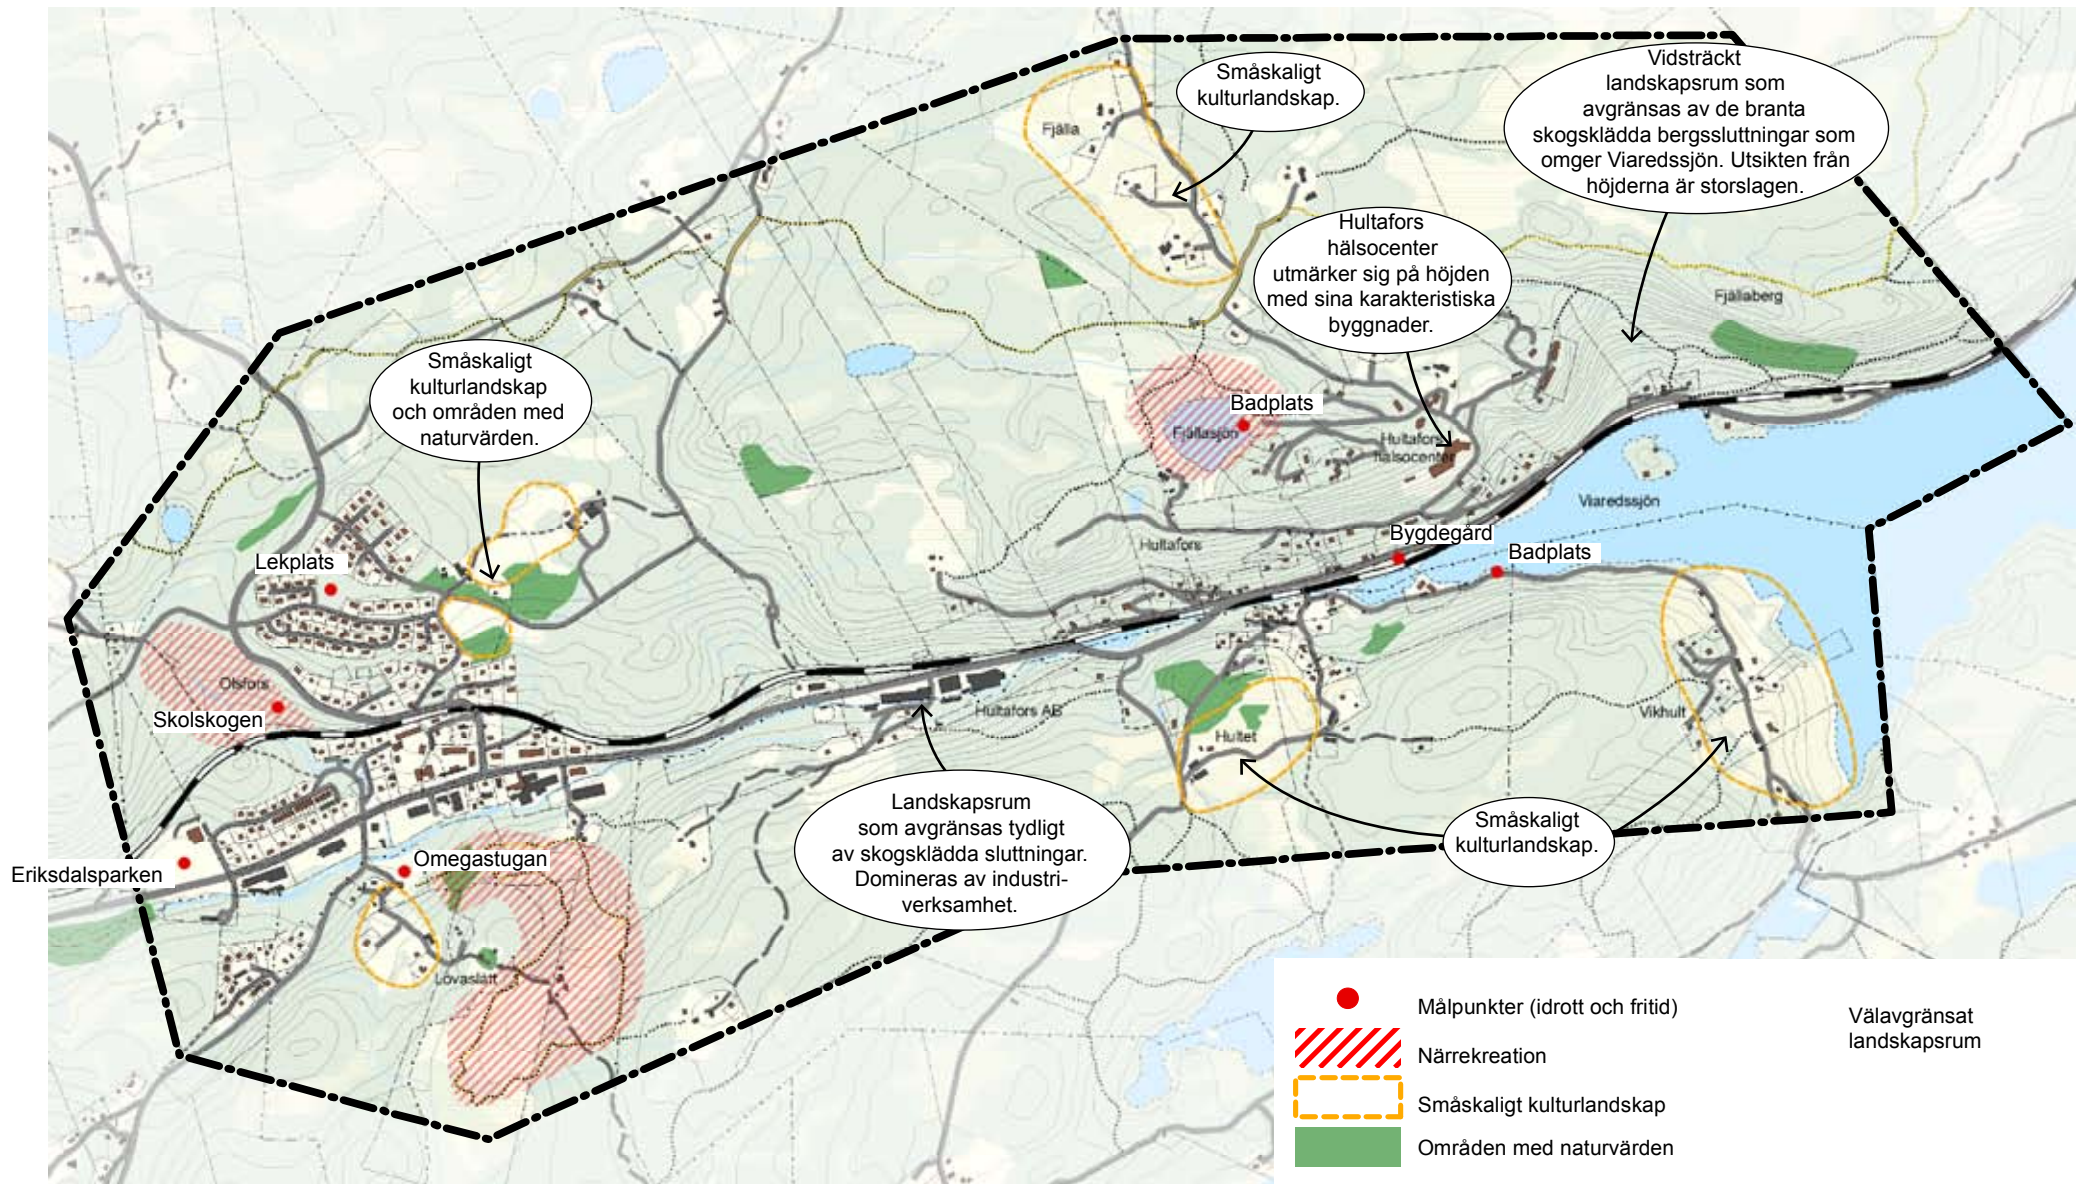 Småskaligt
kulturlandskap.
Vidsträckt
landskapsrum som
avgränsas av de branta
skogsklädda bergssluttningar som
omger Viaredssjön. Utsikten från
höjderna är storslagen.
Fjälla
Hultafors
hälsocenter
utmärker sig på höjden
med sina karakteristiska
byggnader.
Fjällaberg
Småskaligt
kulturlandskap
och områden med
naturvärden.
Badplats
Fjällasjön
Hultafors
hälsocenter
Viaredssjön
Bygdegård
Hultafors
Badplats
Lekplats
Olsfors
Skolskogen
Hultafors AB
Hultet
Vikhult
Landskapsrum
som avgränsas tydligt
av skogsklädda sluttningar.
Domineras av industri-
verksamhet.
Småskaligt
kulturlandskap.
Omegastugan
Eriksdalsparken
Lövaslätt
Målpunkter (idrott och fritid)
Närrekreation
Småskaligt kulturlandskap
Områden med naturvärden
Välavgränsat
landskapsrum